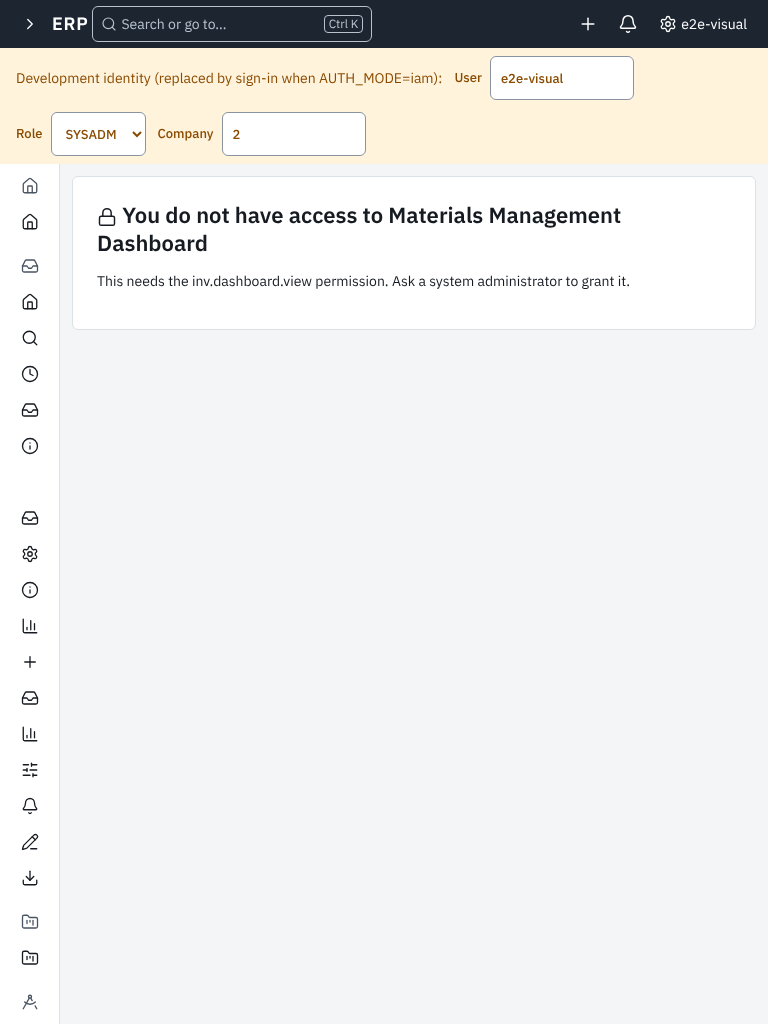 ERP
Search or go to...
Ctrl K
e2e-visual
Development identity (replaced by sign-in when AUTH_MODE=iam):
User
e2e-visual
Role
SYSADM
Company
2
You do not have access to Materials Management
Dashboard
This needs the inv.dashboard.view permission. Ask a system administrator to grant it.